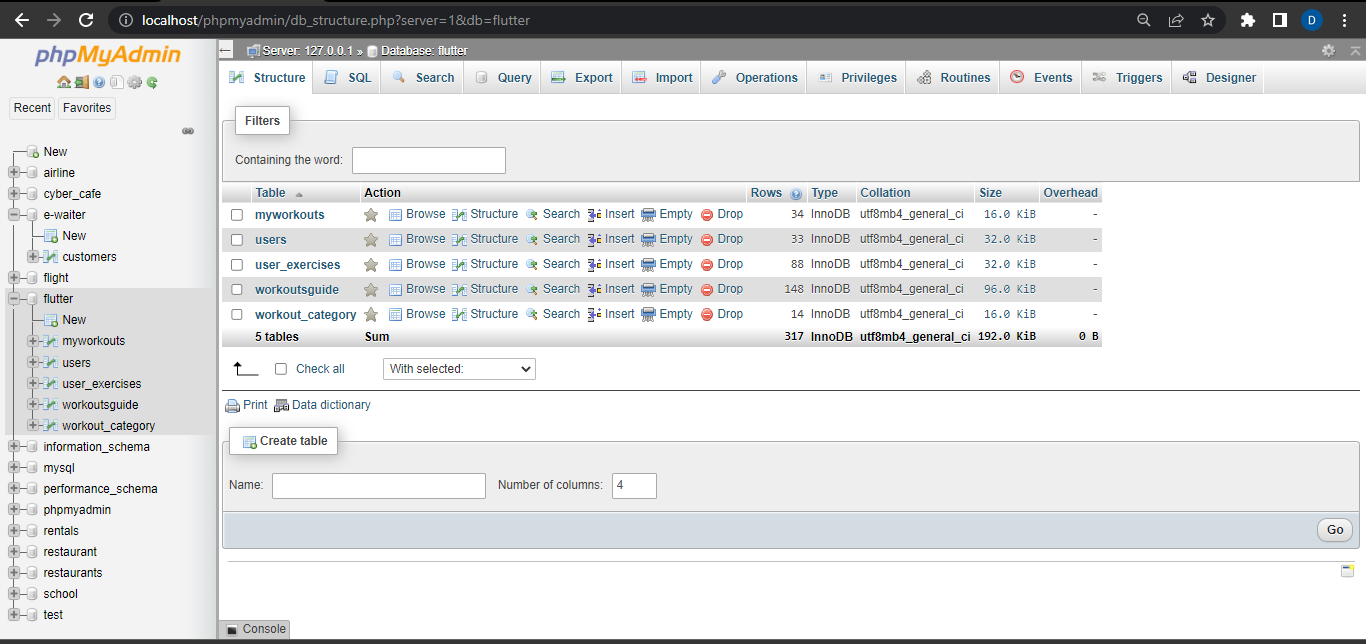 localhost/phpmyadmin/db_structure.php?server=1&db=flutter
D
phpMyAdmin
Recent Favorites
New
airline
cyber_cafe
e-waiter
New
customers
flight
flutter
New
myworkouts
users
user_exercises
workoutsguide
workout_category
information_schema
mysql
performance_schema
phpmyadmin
rentals
restaurant
restaurants
school
test
Server: 127.0.0.1 » Database: flutter
Structure SQL Search Query Export Import Operations Privileges Routines Events Triggers Designer
Filters
Containing the word:
Table Action Rows Type Collation Size Overhead
myworkouts Browse Structure Search Insert Empty Drop 34 InnoDB utf8mb4_general_ci 16.0 KiB -
users Browse Structure Search Insert Empty Drop 33 InnoDB utf8mb4_general_ci 32.0 KiB -
user_exercises Browse Structure Search Insert Empty Drop 88 InnoDB utf8mb4_general_ci 32.0 KiB -
workoutsguide Browse Structure Search Insert Empty Drop 148 InnoDB utf8mb4_general_ci 96.0 KiB -
workout_category Browse Structure Search Insert Empty Drop 14 InnoDB utf8mb4_general_ci 16.0 KiB -
5 tables Sum 317 InnoDB utf8mb4_general_ci 192.0 KiB 0 B
Check all With selected:
Print Data dictionary
Create table
Name: Number of columns: 4
Go
Console